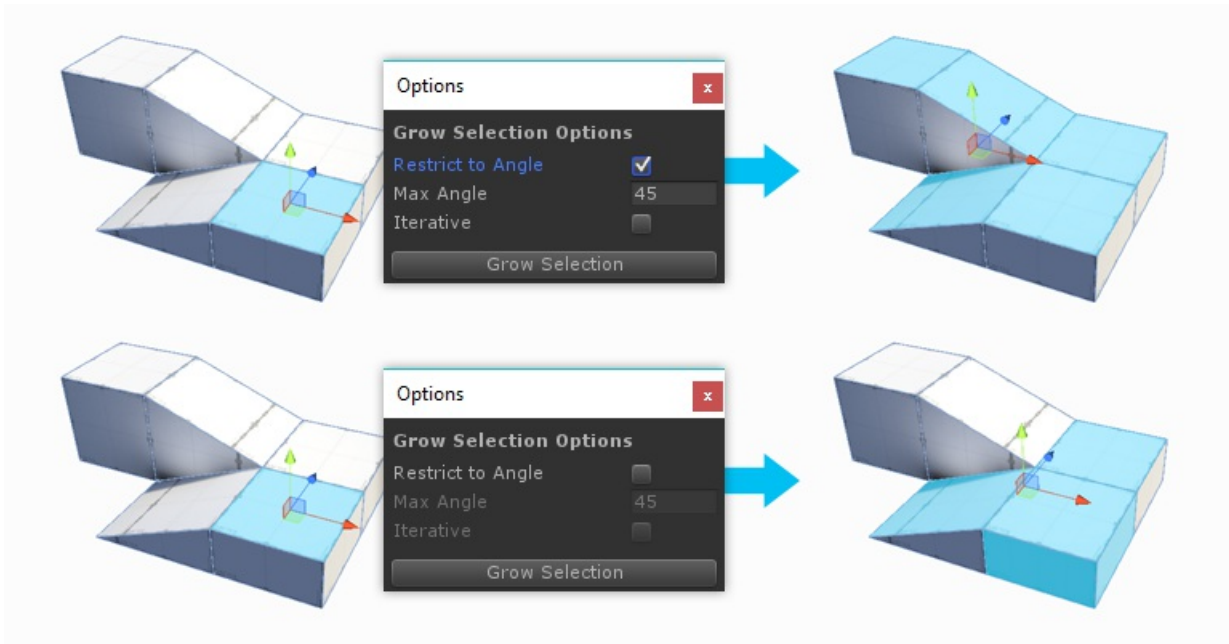 Options
x
Grow Selection Options
Restrict to Angle
Max Angle 45
Iterative
Grow Selection
Options
x
Grow Selection Options
Restrict to Angle
Max Angle 45
Iterative
Grow Selection